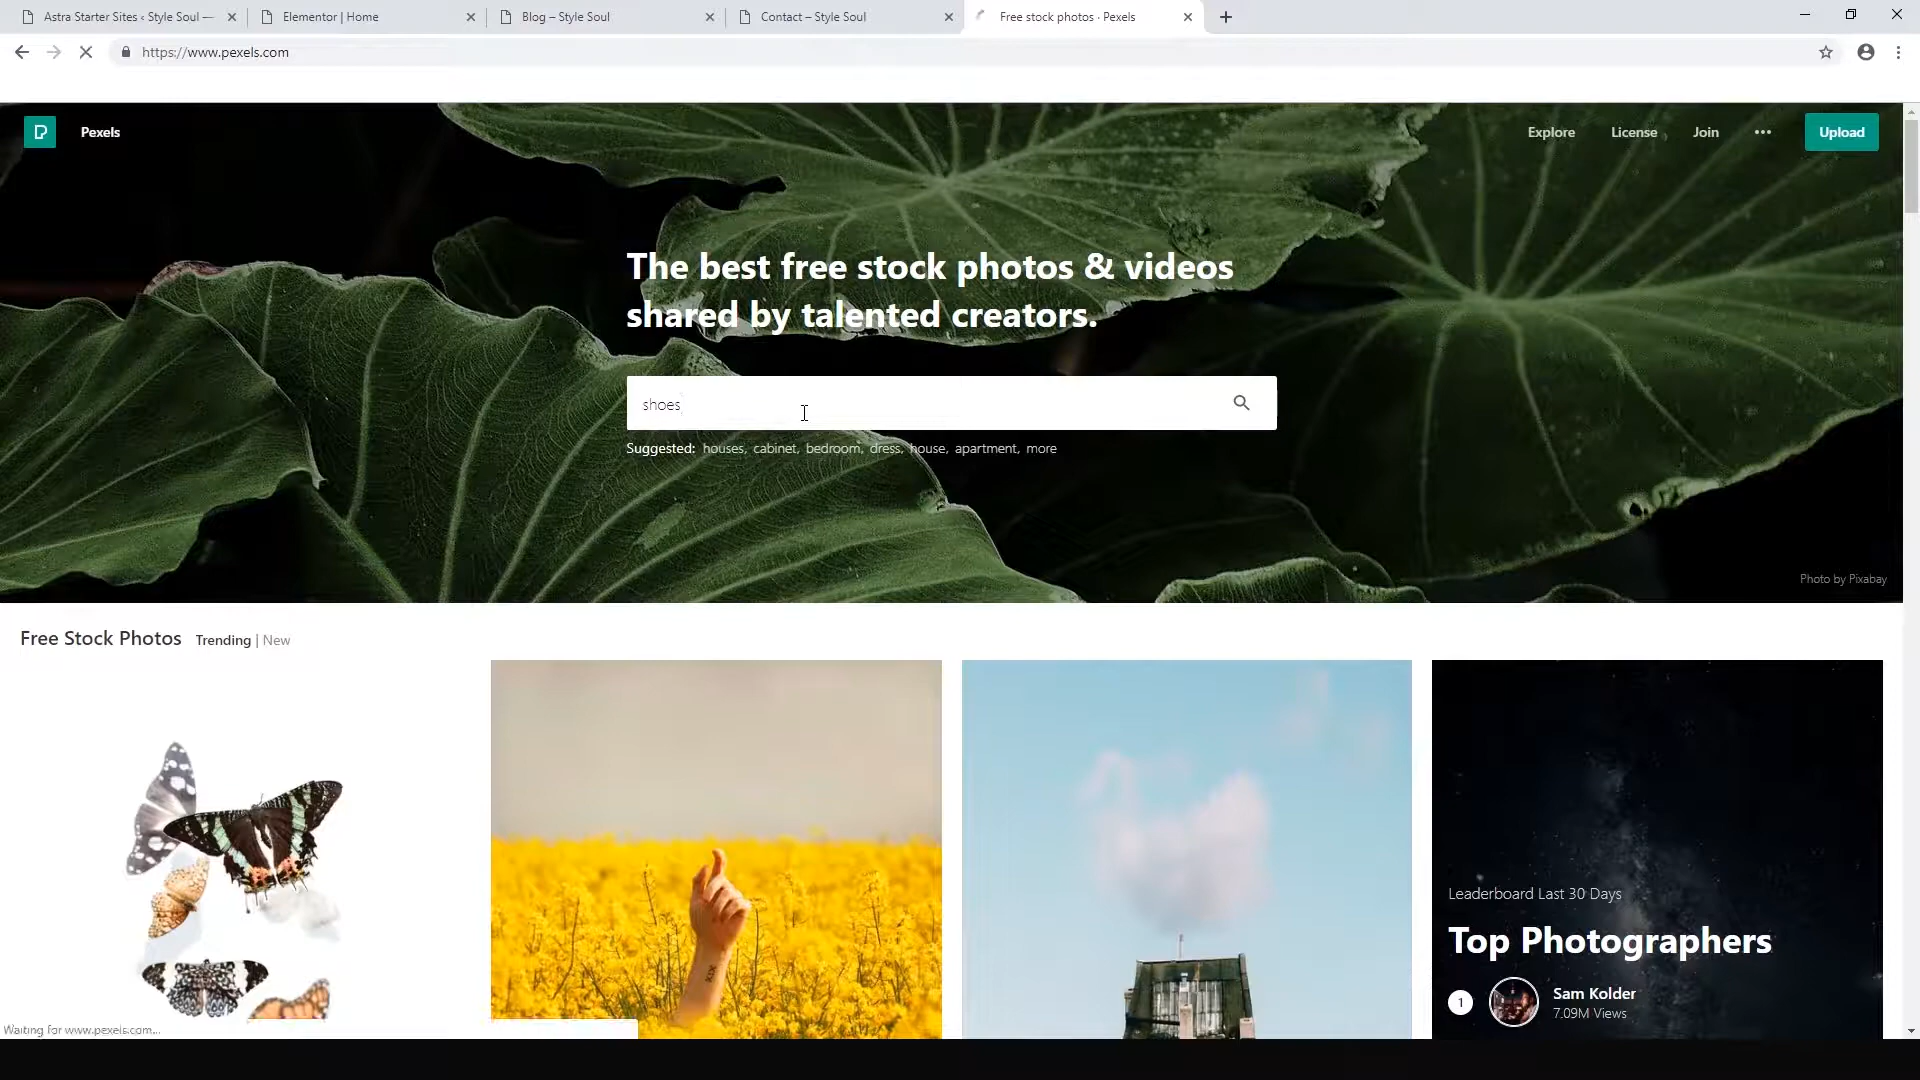 Astra Starter Sites ‹ Style Soul —
Elementor | Home
Blog – Style Soul
Contact – Style Soul
Free stock photos · Pexels
https://www.pexels.com
Pexels
Explore
License
Join
Upload
The best free stock photos & videos
shared by talented creators.
shoes
Suggested: houses, cabinet, bedroom, dress, house, apartment, more
Photo by Pixabay
Free Stock Photos Trending | New
Leaderboard Last 30 Days
Top Photographers
1
Sam Kolder
7.09M Views
Waiting for www.pexels.com...